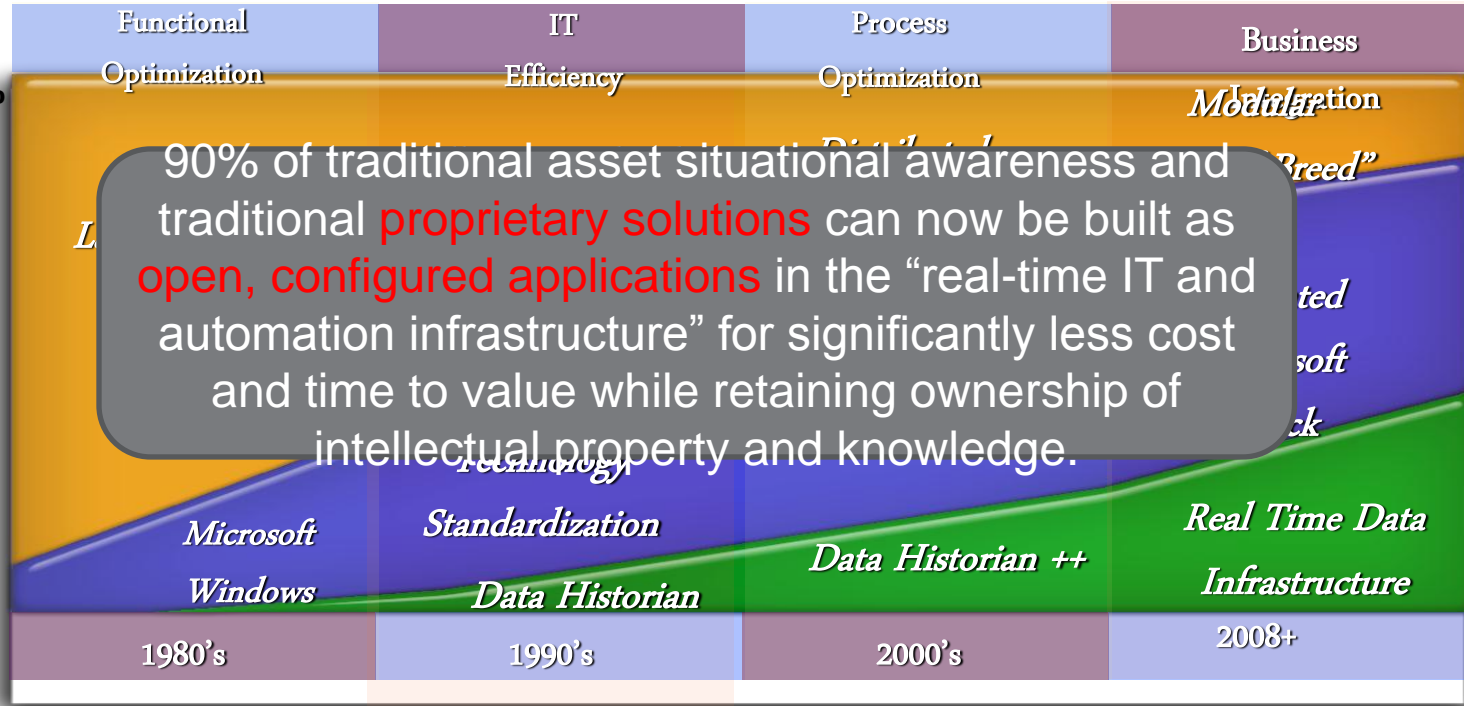 Functional
Optimization
IT
Efficiency
Process
Optimization
Business
Integration
Modular
Breed”
90% of traditional asset situational awareness and
traditional proprietary solutions can now be built as
open, configured applications in the “real-time IT and
automation infrastructure” for significantly less cost
and time to value while retaining ownership of
intellectual property and knowledge.
Technology
Standardization
Microsoft
Windows
Data Historian
Data Historian ++
Real Time Data
Infrastructure
1980’s
1990’s
2000’s
2008+